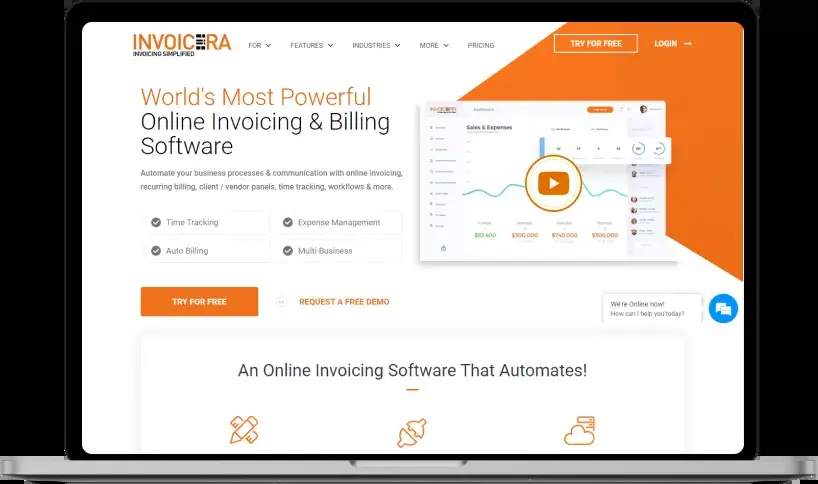 INVOICERA
INVOICING SIMPLIFIED
FOR
FEATURES
INDUSTRIES
MORE
PRICING
TRY FOR FREE
LOGIN
World's Most Powerful
Online Invoicing & Billing
Software
Automate your business processes & communication with online invoicing,
recurring billing, client / vendor panels, time tracking, workflows & more.
Time Tracking
Expense Management
Auto Billing
Multi-Business
TRY FOR FREE
REQUEST A FREE DEMO
INVOICERA
Dashboard
Sales & Expenses
$83,400
$300,000
$740,000
$300,000
We're Online now!
How can I help you today?
An Online Invoicing Software That Automates!